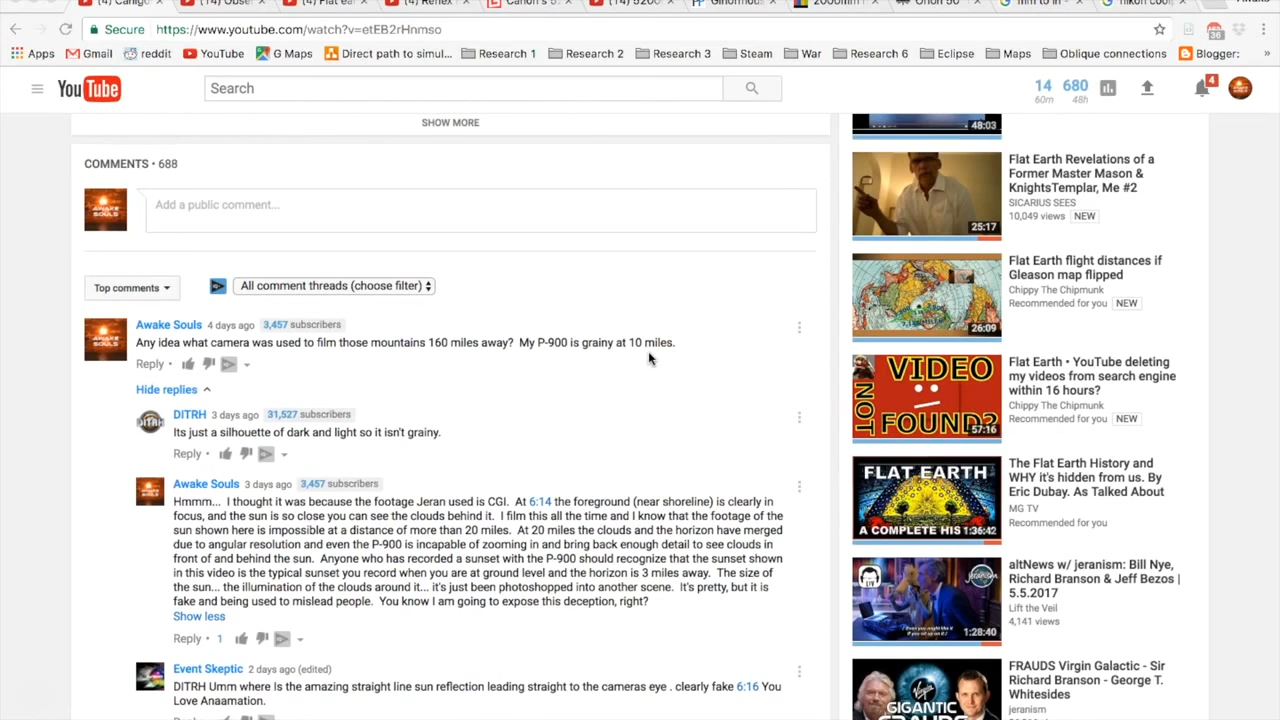 Secure https://www.youtube.com/watch?v=etEB2rHnmso
36
Apps Gmail reddit YouTube G Maps Direct path to simul... Research 1 Research 2 Research 3 Steam War Research 6 Eclipse Maps Oblique connections Blogger: »
YouTube
Search
14 680
60m 48h
4
SHOW MORE
COMMENTS • 688
AWAKE
SOULS
Add a public comment...
Top comments
All comment threads (choose filter)
Awake Souls 4 days ago 3,457 subscribers
Any idea what camera was used to film those mountains 160 miles away? My P-900 is grainy at 10 miles.
Reply •
Hide replies
DITRH 3 days ago 31,527 subscribers
Its just a silhouette of dark and light so it isn't grainy.
Reply •
Awake Souls 3 days ago 3,457 subscribers
Hmmm... I thought it was because the footage Jeran used is CGI. At 6:14 the foreground (near shoreline) is clearly in
focus, and the sun is so close you can see the clouds behind it. I film this all the time and I know that the footage of the
sun shown here is impossible at a distance of more than 20 miles. At 20 miles the clouds and the horizon have merged
due to angular resolution and even the P-900 is incapable of zooming in and bring back enough detail to see clouds in
front of and behind the sun. Anyone who has recorded a sunset with the P-900 should recognize that the sunset shown
in this video is the typical sunset you record when you are at ground level and the horizon is 3 miles away. The size of
the sun... the illumination of the clouds around it... it's just been photoshopped into another scene. It's pretty, but it is
fake and being used to mislead people. You know I am going to expose this deception, right?
Show less
Reply • 1
Event Skeptic 2 days ago (edited)
DITRH Umm where Is the amazing straight line sun reflection leading straight to the cameras eye . clearly fake 6:16 You
Love Anaamation.
48:03
Flat Earth Revelations of a
Former Master Mason &
KnightsTemplar, Me #2
SICARIUS SEES
10,049 views NEW
25:17
Flat Earth flight distances if
Gleason map flipped
Chippy The Chipmunk
Recommended for you NEW
26:09
VIDEO
NOT
FOUND?
57:16
Flat Earth • YouTube deleting
my videos from search engine
within 16 hours?
Chippy The Chipmunk
Recommended for you NEW
FLAT EARTH
A COMPLETE HIS
1:36:42
The Flat Earth History and
WHY it's hidden from us. By
Eric Dubay. As Talked About
MG TV
Recommended for you
1:28:40
altNews w/ jeranism: Bill Nye,
Richard Branson & Jeff Bezos |
5.5.2017
Lift the Veil
4,141 views
Virgin
GIGANTIC
FRAUDS
FRAUDS Virgin Galactic - Sir
Richard Branson - George T.
Whitesides
jeranism